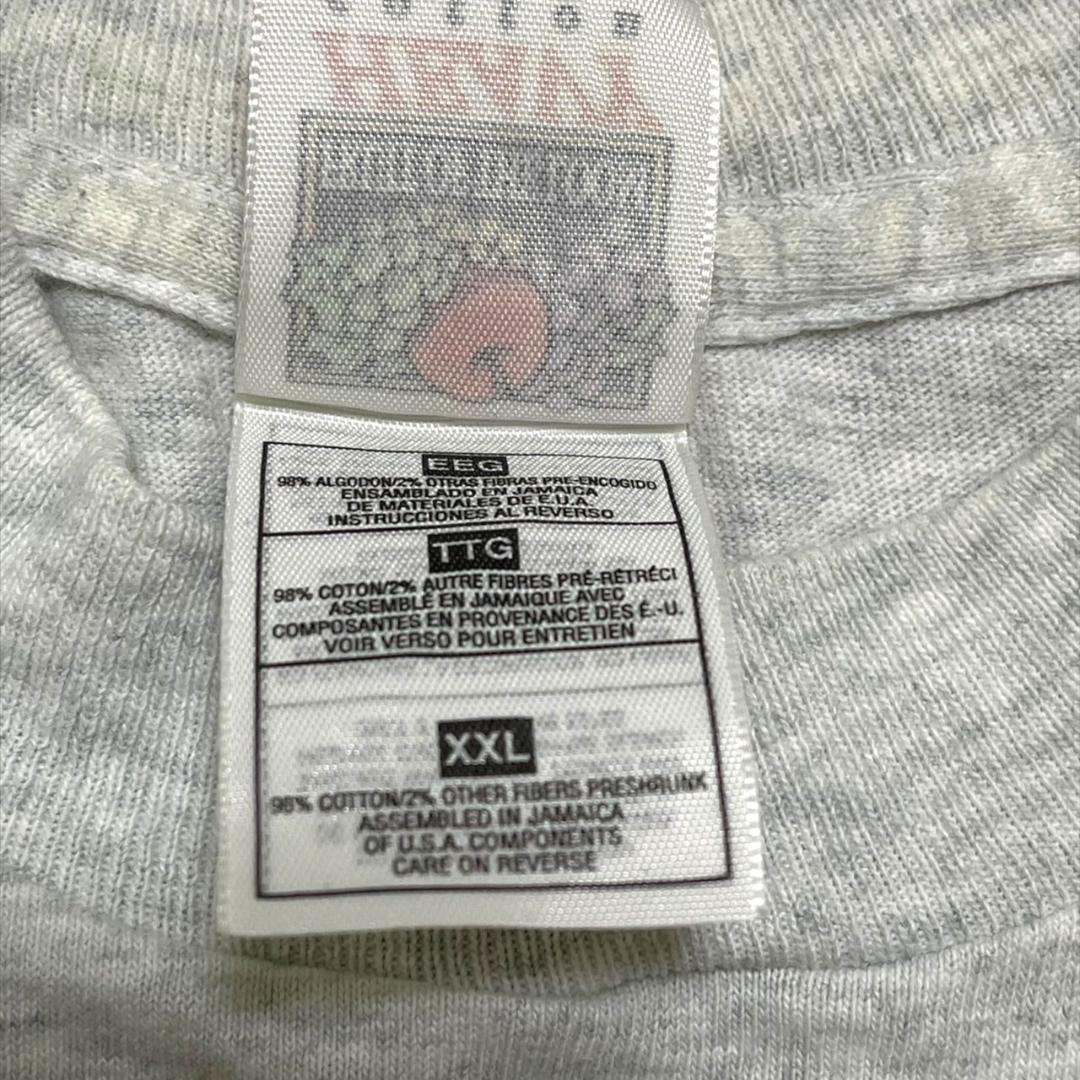 EEG
98% ALGODON/2% OTRAS FIBRAS PRE-ENCOGIDO
ENSAMBLADO EN JAMAICA
DE MATERIALES DE E.U.A.
INSTRUCCIONES AL REVERSO
TTG
98% COTON/2% AUTRE FIBRES PRÉ-RÉTRÉCI
ASSEMBLÉ EN JAMAIQUE AVEC
COMPOSANTES EN PROVENANCE DES É.-U.
VOIR VERSO POUR ENTRETIEN
XXL
98% COTTON/2% OTHER FIBERS PRESHRUNK
ASSEMBLED IN JAMAICA
OF U.S.A. COMPONENTS
CARE ON REVERSE